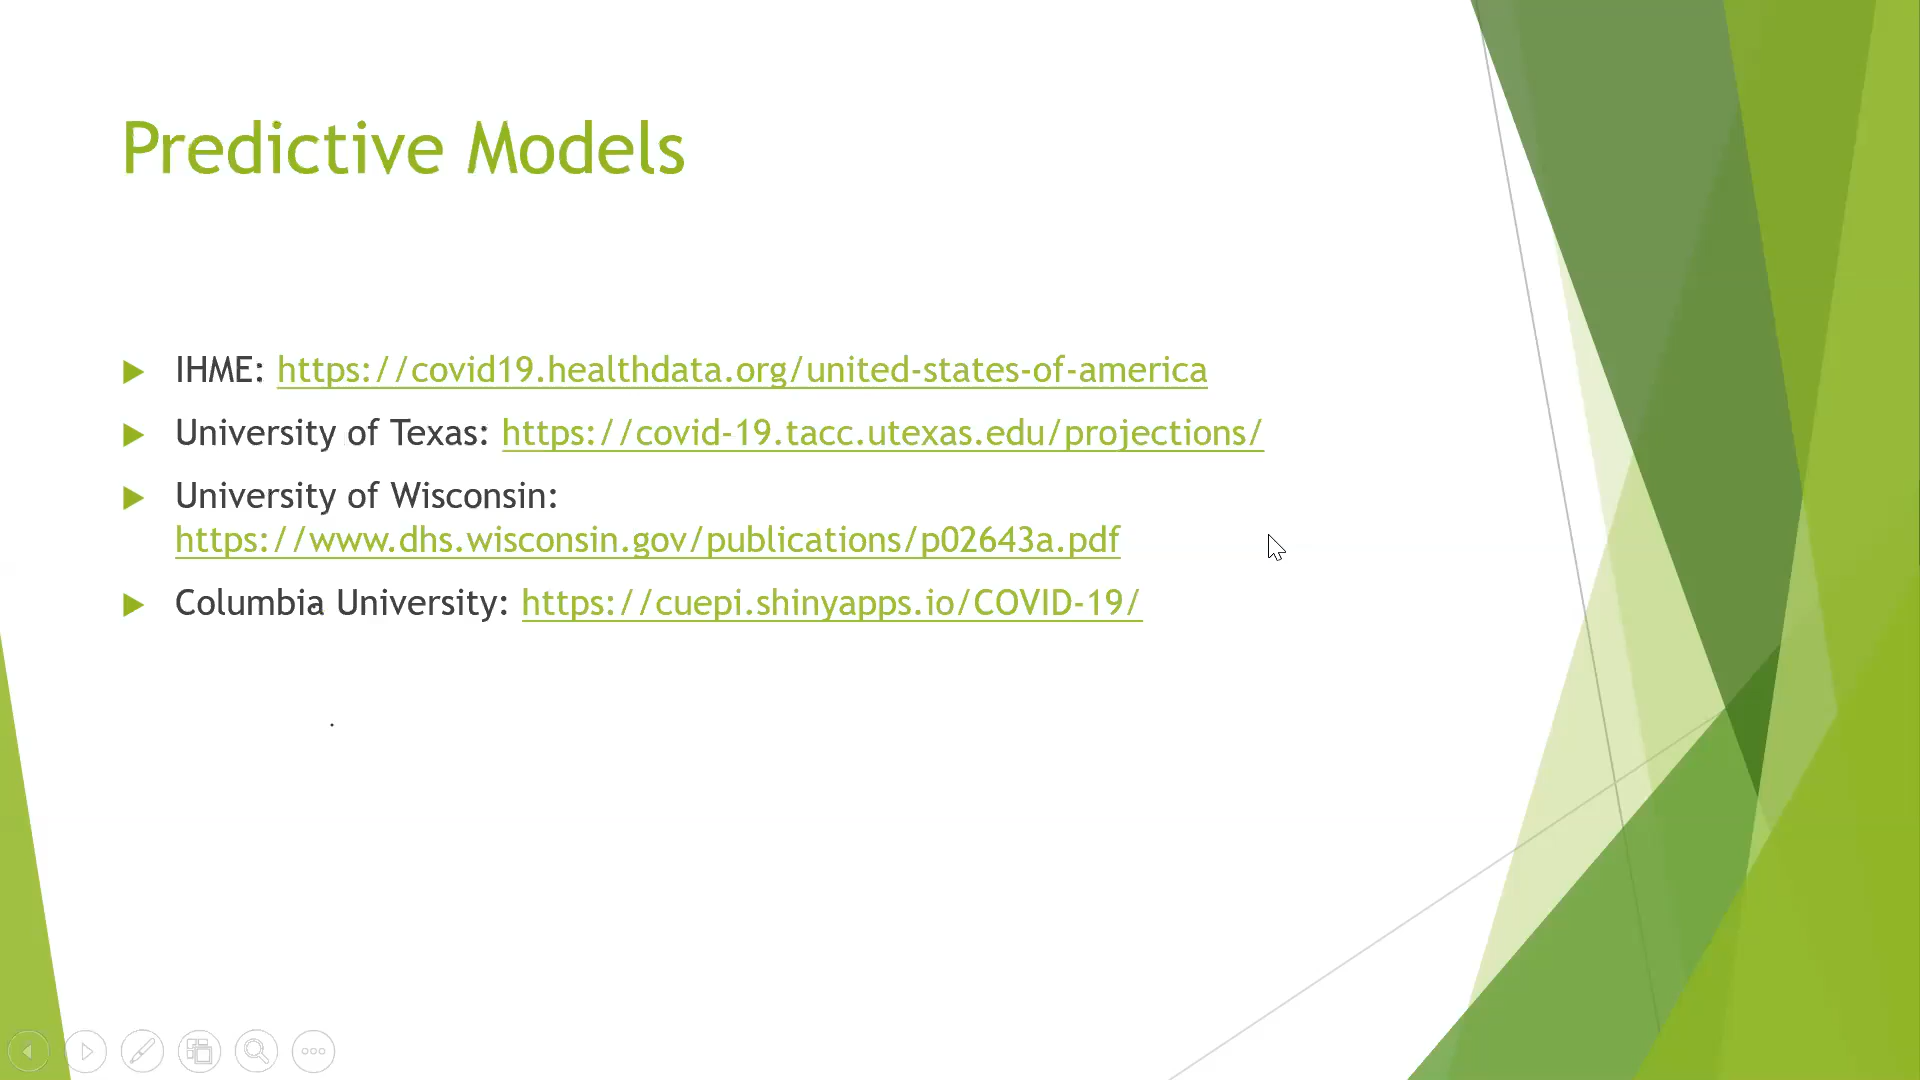 Predictive Models
IHME: https://covid19.healthdata.org/united-states-of-america
University of Texas: https://covid-19.tacc.utexas.edu/projections/
University of Wisconsin:
https://www.dhs.wisconsin.gov/publications/p02643a.pdf
Columbia University: https://cuepi.shinyapps.io/COVID-19/
.